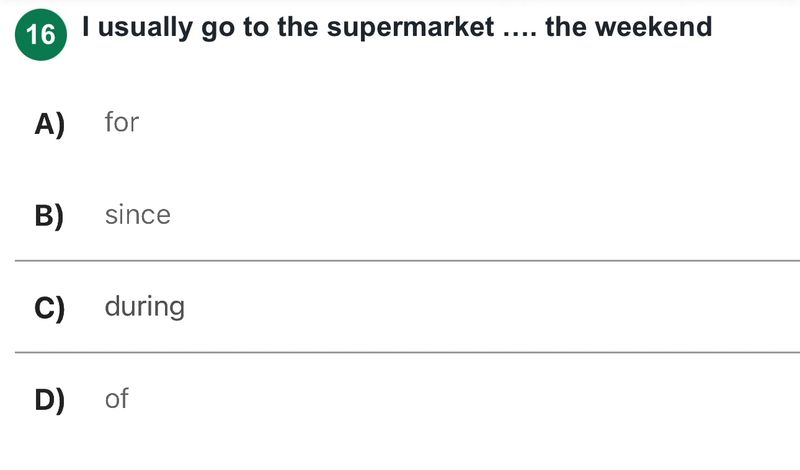 16 I usually go to the supermarket .... the weekend
A) for
B) since
C) during
D) of